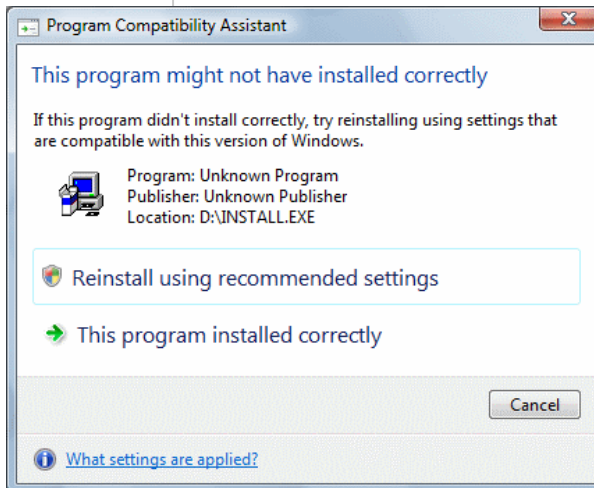 Program Compatibility Assistant
This program might not have installed correctly
If this program didn't install correctly, try reinstalling using settings that
are compatible with this version of Windows.
Program: Unknown Program
Publisher: Unknown Publisher
Location: D:\INSTALL.EXE
Reinstall using recommended settings
This program installed correctly
Cancel
What settings are applied?